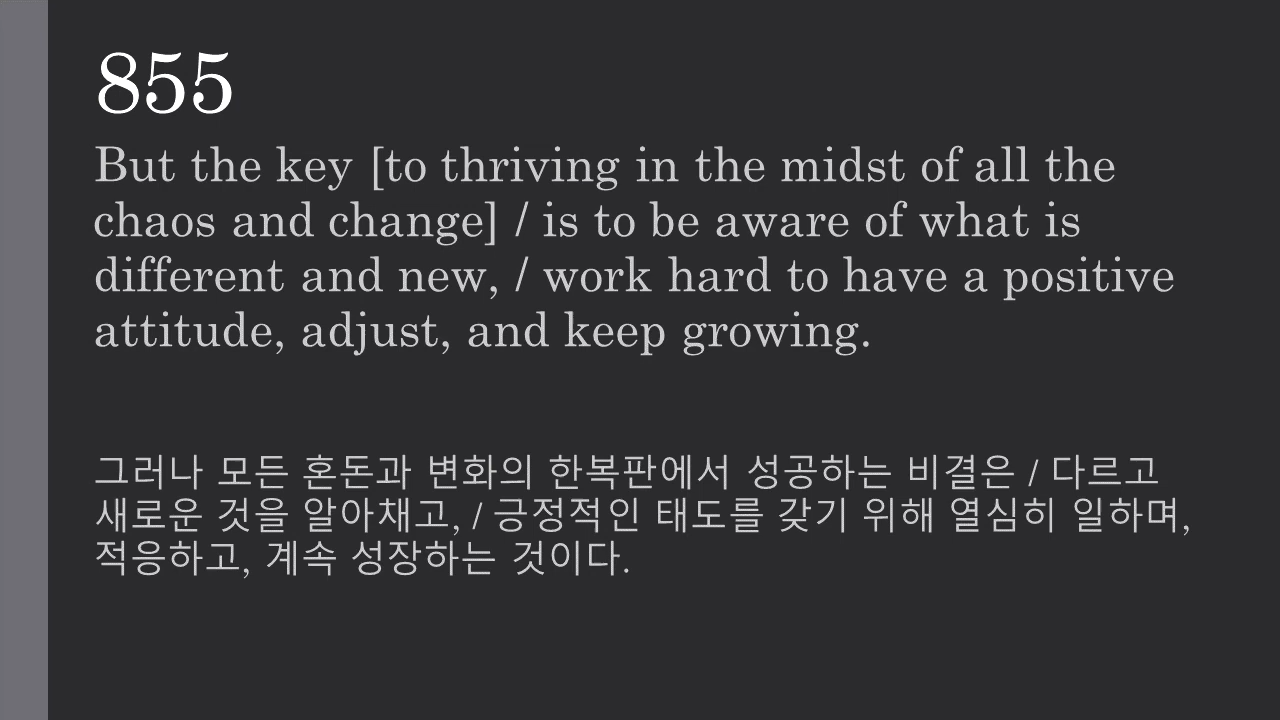 855
But the key [to thriving in the midst of all the
chaos and change] / is to be aware of what is
different and new, / work hard to have a positive
attitude, adjust, and keep growing.
그러나 모든 혼돈과 변화의 한복판에서 성공하는 비결은 / 다르고
새로운 것을 알아채고, / 긍정적인 태도를 갖기 위해 열심히 일하며,
적응하고, 계속 성장하는 것이다.